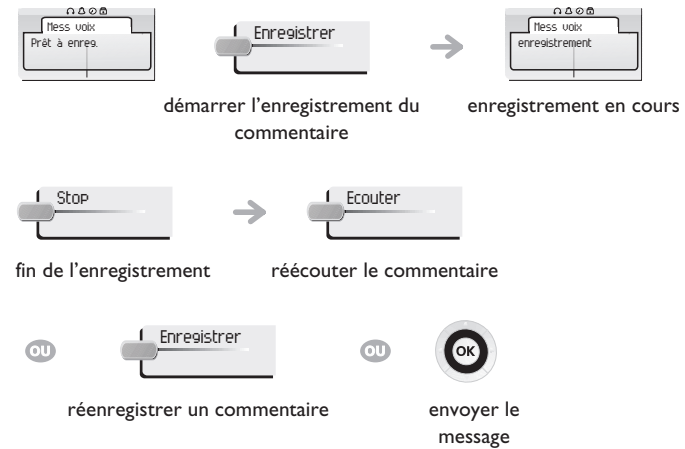 Mess voix
Prêt à enreg.
Enregistrer
Mess voix
enregistrement
démarrer l'enregistrement du
commentaire
enregistrement en cours
Stop
Ecouter
fin de l'enregistrement
réécouter le commentaire
OU
Enregistrer
OU
OK
réenregistrer un commentaire
envoyer le
message